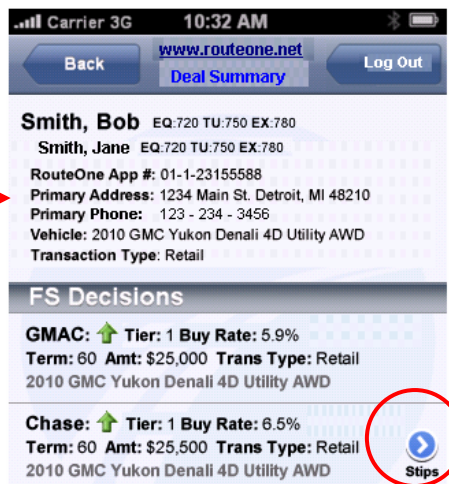 Carrier 3G 10:32 AM
Back www.routeone.net Log Out
Deal Summary
Smith, Bob EQ:720 TU:750 EX:780
Smith, Jane EQ:720 TU:750 EX:780
RouteOne App #: 01-1-23155588
Primary Address: 1234 Main St. Detroit, MI 48210
Primary Phone: 123 - 234 - 3456
Vehicle: 2010 GMC Yukon Denali 4D Utility AWD
Transaction Type: Retail
FS Decisions
GMAC: Tier: 1 Buy Rate: 5.9%
Term: 60 Amt: $25,000 Trans Type: Retail
2010 GMC Yukon Denali 4D Utility AWD
Chase: Tier: 1 Buy Rate: 6.5%
Term: 60 Amt: $25,500 Trans Type: Retail
2010 GMC Yukon Denali 4D Utility AWD
Stips